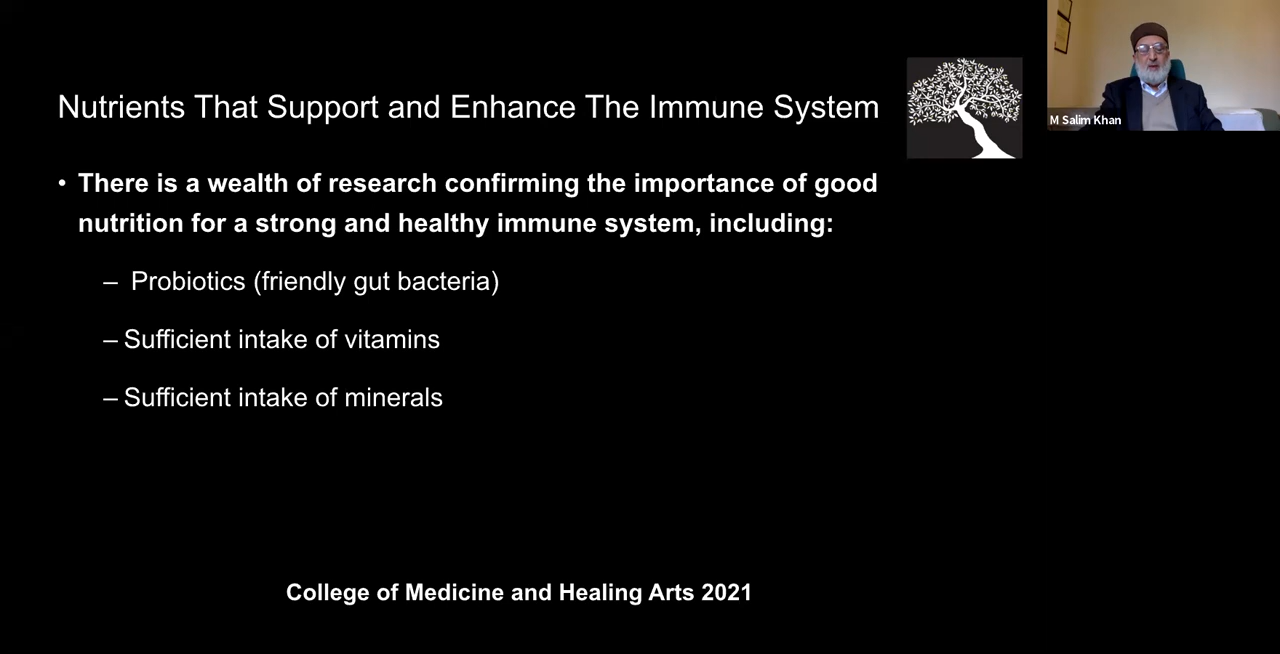 Nutrients That Support and Enhance The Immune System
M Salim Khan
• There is a wealth of research confirming the importance of good
nutrition for a strong and healthy immune system, including:
– Probiotics (friendly gut bacteria)
– Sufficient intake of vitamins
– Sufficient intake of minerals
College of Medicine and Healing Arts 2021